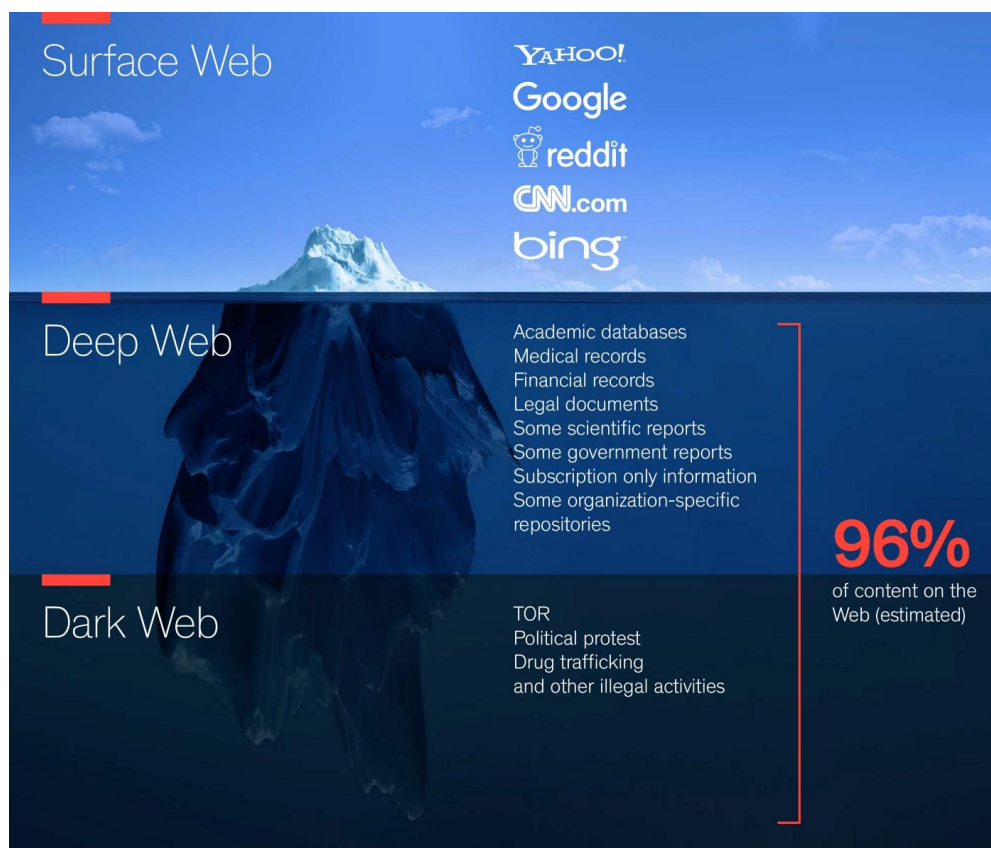 Surface Web
YAHOO!
Google
reddit
CNN.com
bing
Deep Web
Academic databases
Medical records
Financial records
Legal documents
Some scientific reports
Some government reports
Subscription only information
Some organization-specific
repositories
96%
of content on the
Web (estimated)
Dark Web
TOR
Political protest
Drug trafficking
and other illegal activities